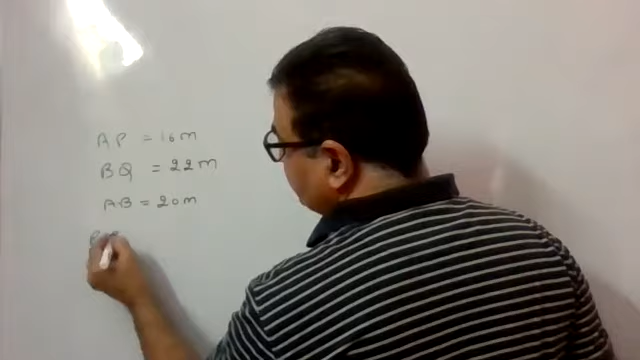 AP = 16m
BQ = 22m
AB = 20m